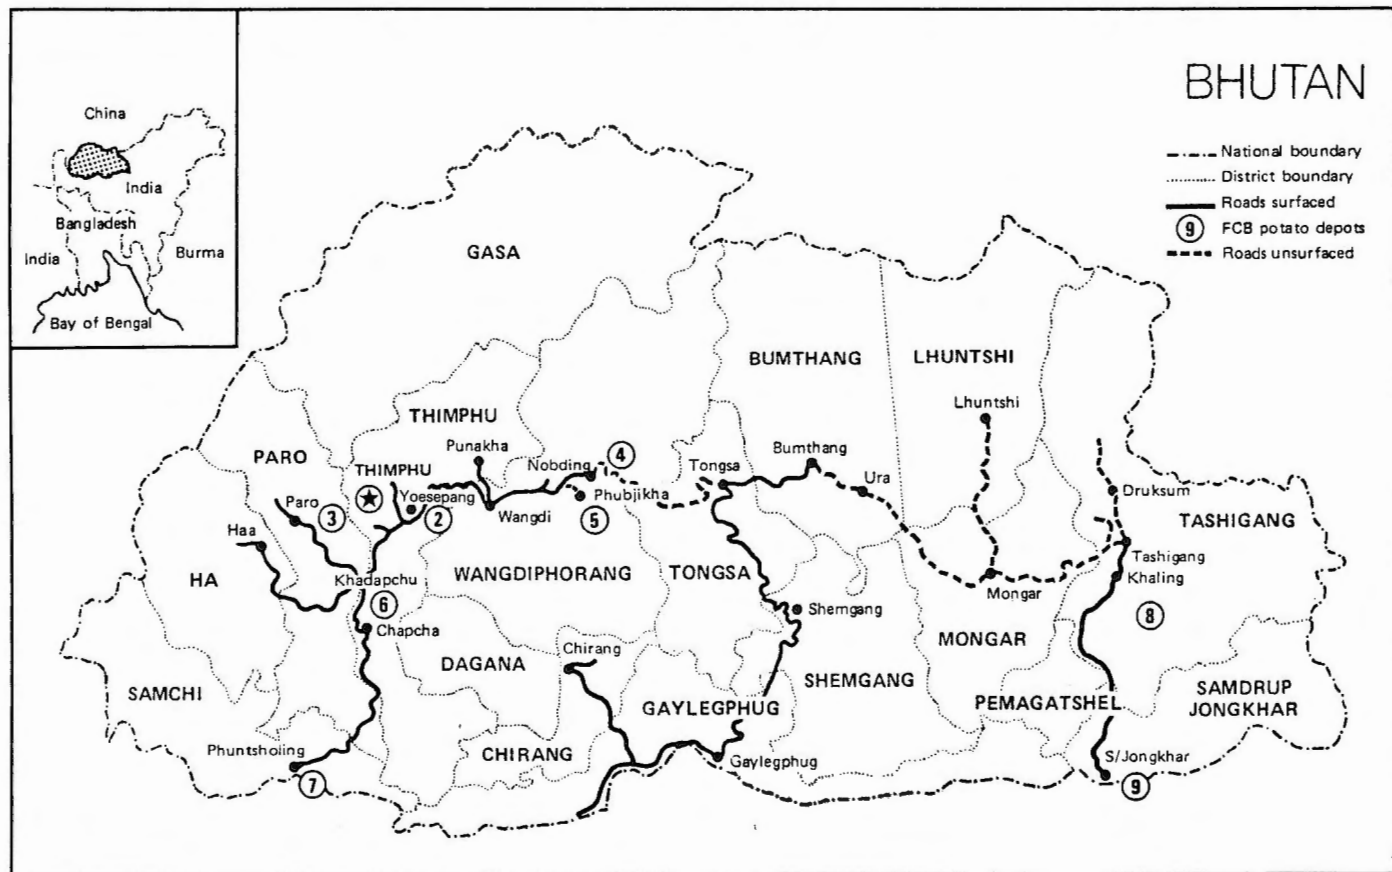 BHUTAN
National boundary
District boundary
Roads surfaced
9 FCB potato depots
Roads unsurfaced
China
India
Bangladesh
India
Burma
Bay of Bengal
GASA
BUMTHANG
LHUNTSHI
Lhuntshi
THIMPHU
Punakha
PARO
THIMPHU
Nobding
4
Tongsa
Bumthang
Ura
Paro
3
Yoesepang
2
Wangdi
Phubjikha
5
Druksum
TASHIGANG
Haa
HA
Khadapchu
6
WANGDIPHORANG
TONGSA
Tashigang
Khaling
Mongar
8
Chapcha
Shemgang
MONGAR
DAGANA
Chirang
SAMCHI
GAYLEGPHUG
SHEMGANG
PEMAGATSHEL
SAMDRUP
JONGKHAR
Phuntsholing
7
CHIRANG
Gaylegphug
S/Jongkhar
9